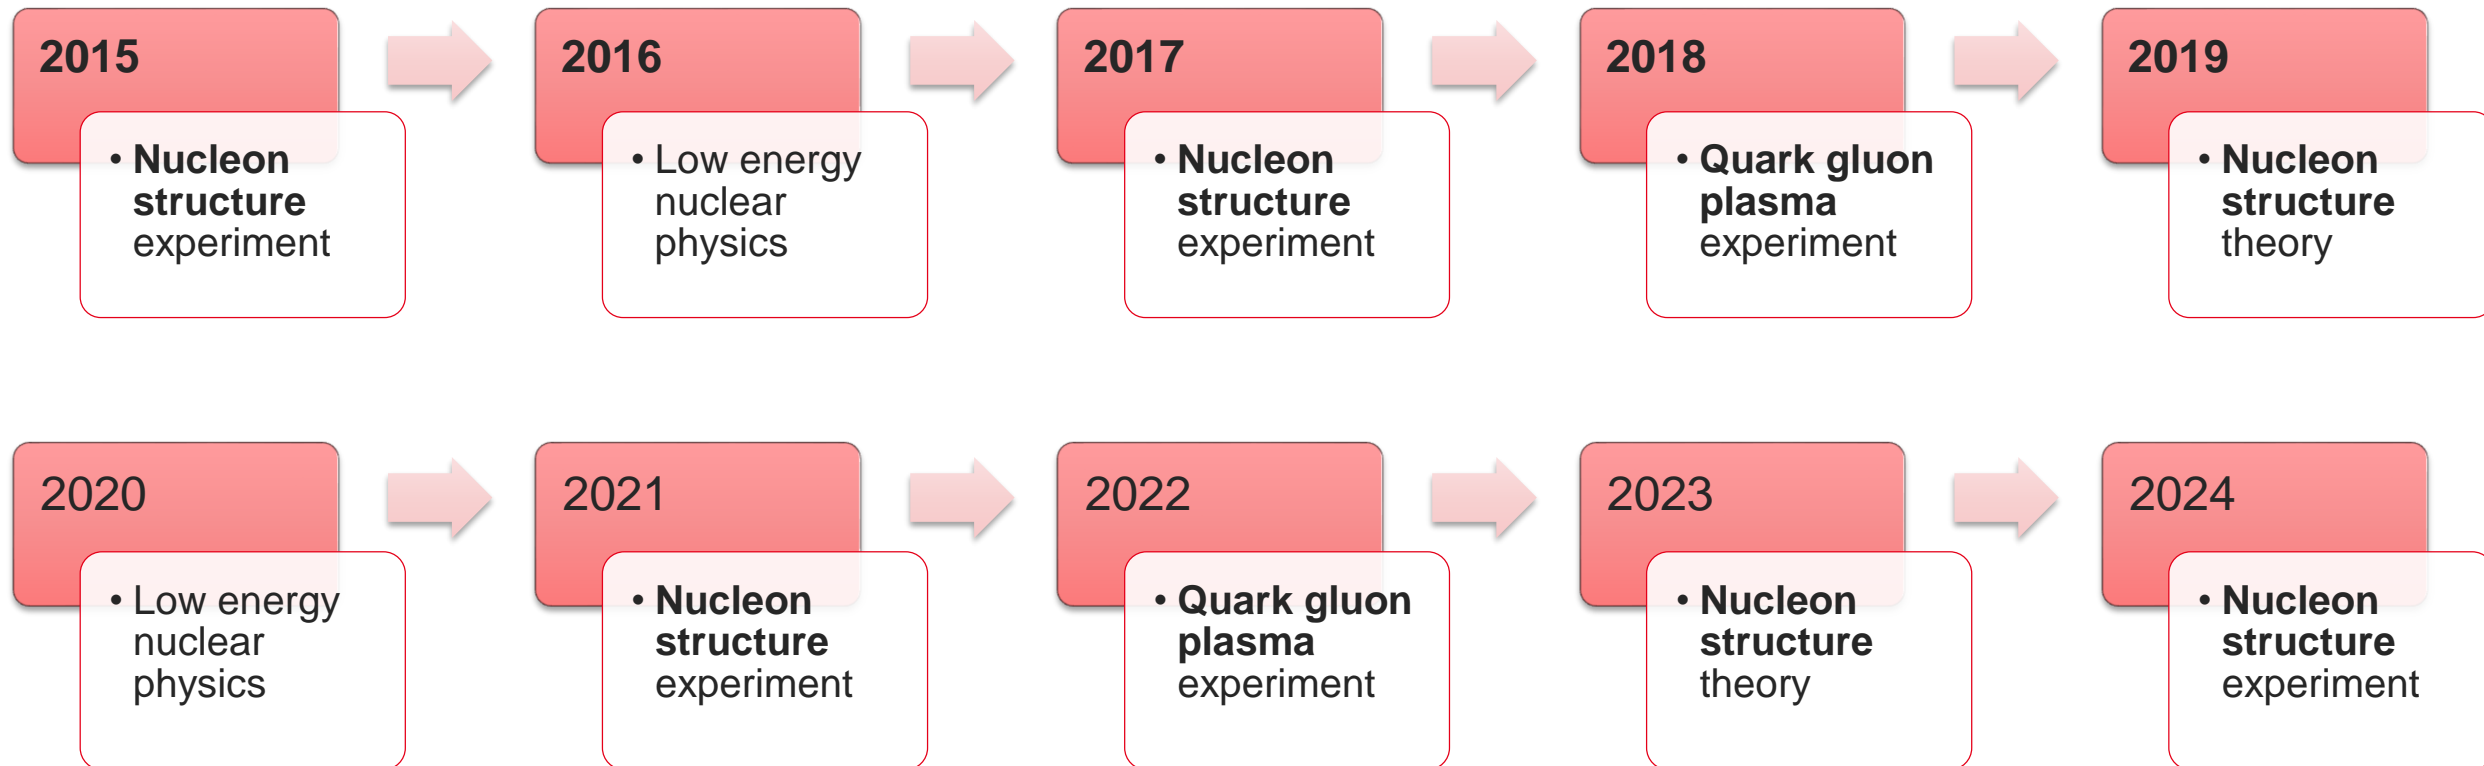 2015
• Nucleon
structure
experiment
2016
• Low energy
nuclear
physics
2017
• Nucleon
structure
experiment
2018
• Quark gluon
plasma
experiment
2019
• Nucleon
structure
theory
2020
• Low energy
nuclear
physics
2021
• Nucleon
structure
experiment
2022
• Quark gluon
plasma
experiment
2023
• Nucleon
structure
theory
2024
• Nucleon
structure
experiment